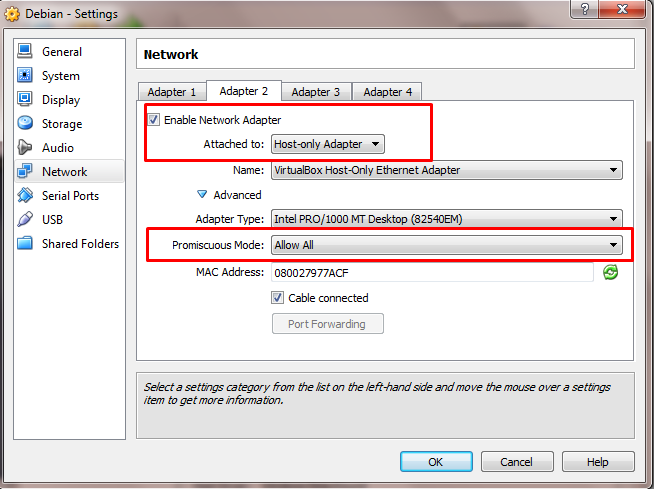 Debian - Settings
General
System
Display
Storage
Audio
Network
Serial Ports
USB
Shared Folders
Network
Adapter 1
Adapter 2
Adapter 3
Adapter 4
Enable Network Adapter
Attached to: Host-only Adapter
Name: VirtualBox Host-Only Ethernet Adapter
Advanced
Adapter Type: Intel PRO/1000 MT Desktop (82540EM)
Promiscuous Mode: Allow All
MAC Address: 080027977ACF
Cable connected
Port Forwarding
Select a settings category from the list on the left-hand side and move the mouse over a settings
item to get more information.
OK
Cancel
Help